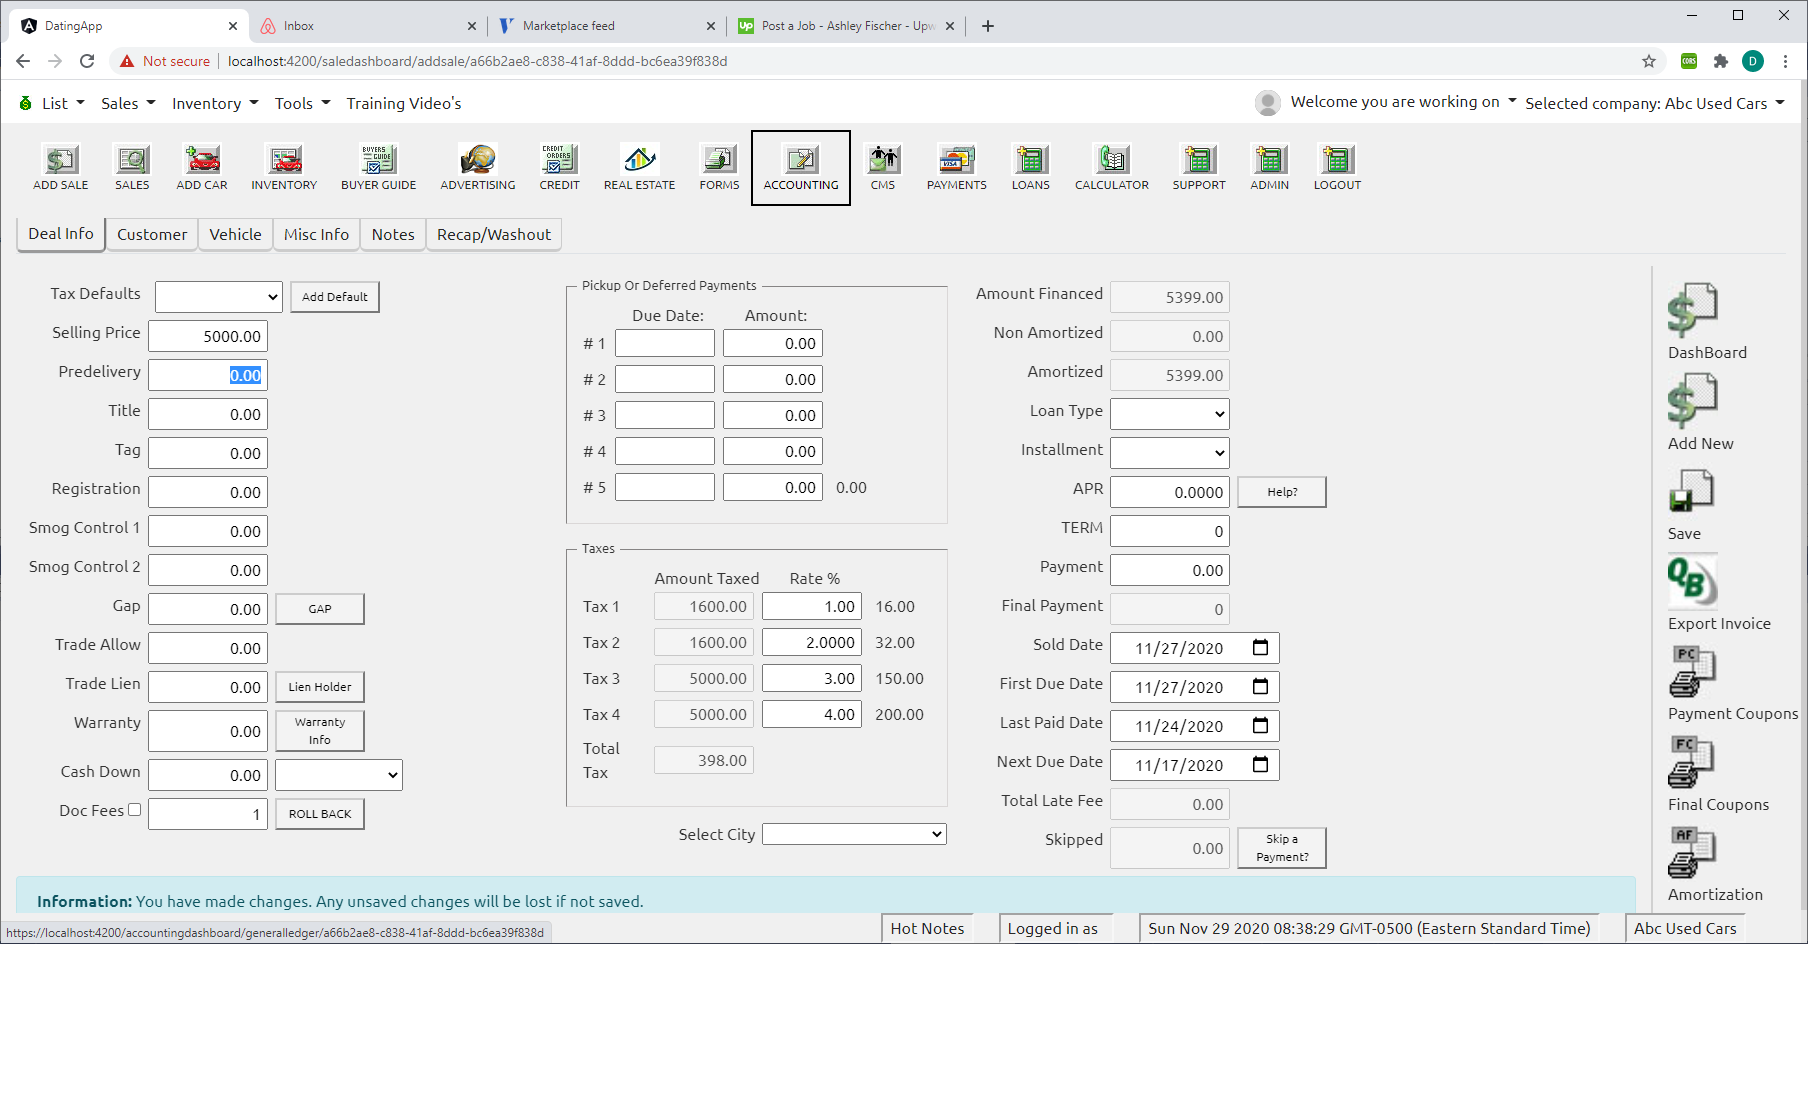 DatingApp
Inbox
Marketplace feed
Post a Job - Ashley Fischer - Upw
Not secure
localhost:4200/saledashboard/addsale/a66b2ae8-c838-41af-8ddd-bc6ea39f838d
CORS
D
List Sales Inventory Tools Training Video's
Welcome you are working on Selected company: Abc Used Cars
BUYERS GUIDE
CREDIT ORDERS
VISA
ADD SALE SALES ADD CAR INVENTORY BUYER GUIDE ADVERTISING CREDIT REAL ESTATE FORMS ACCOUNTING CMS PAYMENTS LOANS CALCULATOR SUPPORT ADMIN LOGOUT
Deal Info Customer Vehicle Misc Info Notes Recap/Washout
Tax Defaults Add Default
Selling Price 5000.00
Predelivery 0.00
Title 0.00
Tag 0.00
Registration 0.00
Smog Control 1 0.00
Smog Control 2 0.00
Gap 0.00 GAP
Trade Allow 0.00
Trade Lien 0.00 Lien Holder
Warranty 0.00 Warranty Info
Cash Down 0.00
Doc Fees 1 ROLL BACK
Pickup Or Deferred Payments
Due Date: Amount:
# 1 0.00
# 2 0.00
# 3 0.00
# 4 0.00
# 5 0.00 0.00
Taxes
Amount Taxed Rate %
Tax 1 1600.00 1.00 16.00
Tax 2 1600.00 2.0000 32.00
Tax 3 5000.00 3.00 150.00
Tax 4 5000.00 4.00 200.00
Total Tax 398.00
Select City
Amount Financed 5399.00
Non Amortized 0.00
Amortized 5399.00
Loan Type
Installment
APR 0.0000 Help?
TERM 0
Payment 0.00
Final Payment 0
Sold Date 11/27/2020
First Due Date 11/27/2020
Last Paid Date 11/24/2020
Next Due Date 11/17/2020
Total Late Fee 0.00
Skipped 0.00 Skip a Payment?
DashBoard
Add New
Save
QB
Export Invoice
PC
Payment Coupons
FC
Final Coupons
AF
Amortization
Information: You have made changes. Any unsaved changes will be lost if not saved.
https://localhost:4200/accountingdashboard/generalledger/a66b2ae8-c838-41af-8ddd-bc6ea39f838d
Hot Notes
Logged in as
Sun Nov 29 2020 08:38:29 GMT-0500 (Eastern Standard Time)
Abc Used Cars